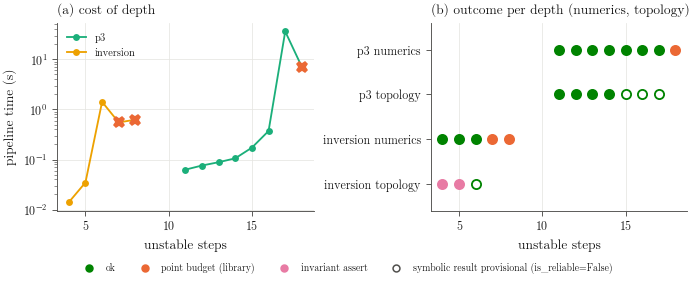 (a) cost of depth
p3
inversion
pipeline time (s)
10¹
10⁰
10⁻¹
10⁻²
5
10
15
unstable steps
(b) outcome per depth (numerics, topology)
p3 numerics
p3 topology
inversion numerics
inversion topology
5
10
15
unstable steps
ok
point budget (library)
invariant assert
symbolic result provisional (is_reliable=False)